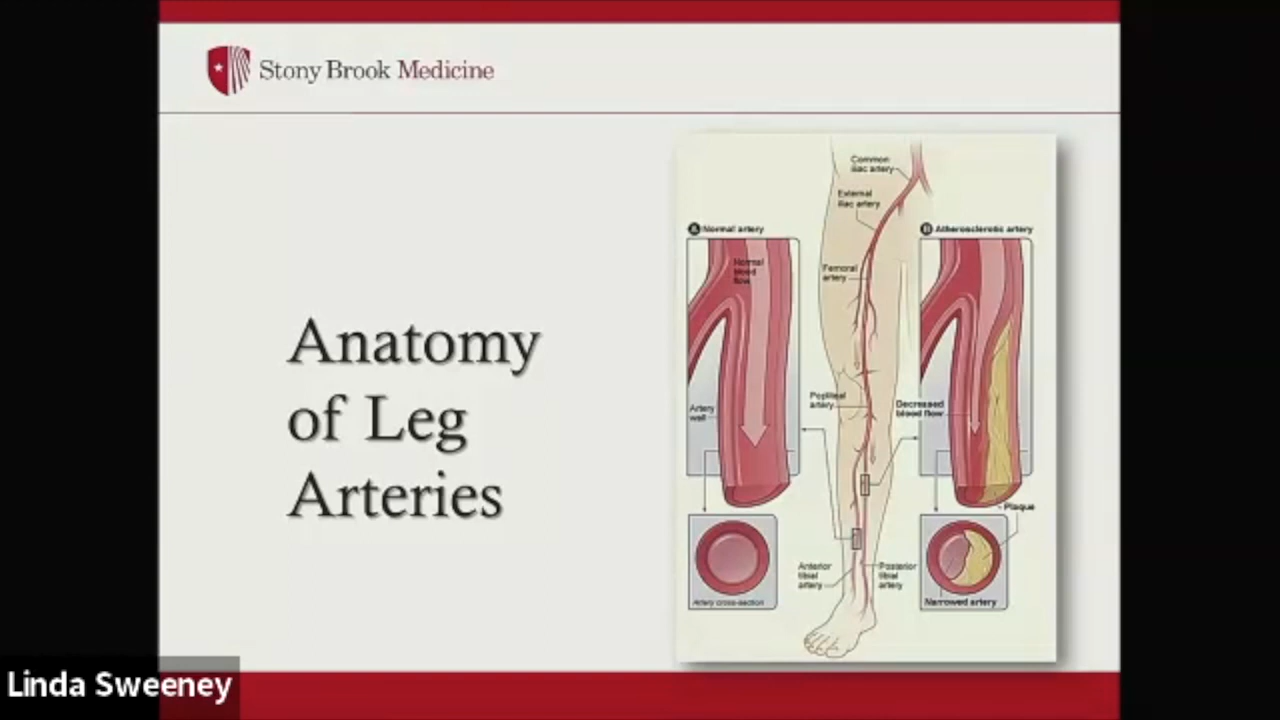 Stony Brook Medicine
Anatomy
of Leg
Arteries
Common
iliac artery
External
iliac artery
A Normal artery
B Atherosclerotic artery
Normal
blood
flow
Femoral
artery
Popliteal
artery
Artery
wall
Decreased
blood flow
Plaque
Anterior
tibial
artery
Posterior
tibial
artery
Artery cross-section
Narrowed artery
Linda Sweeney